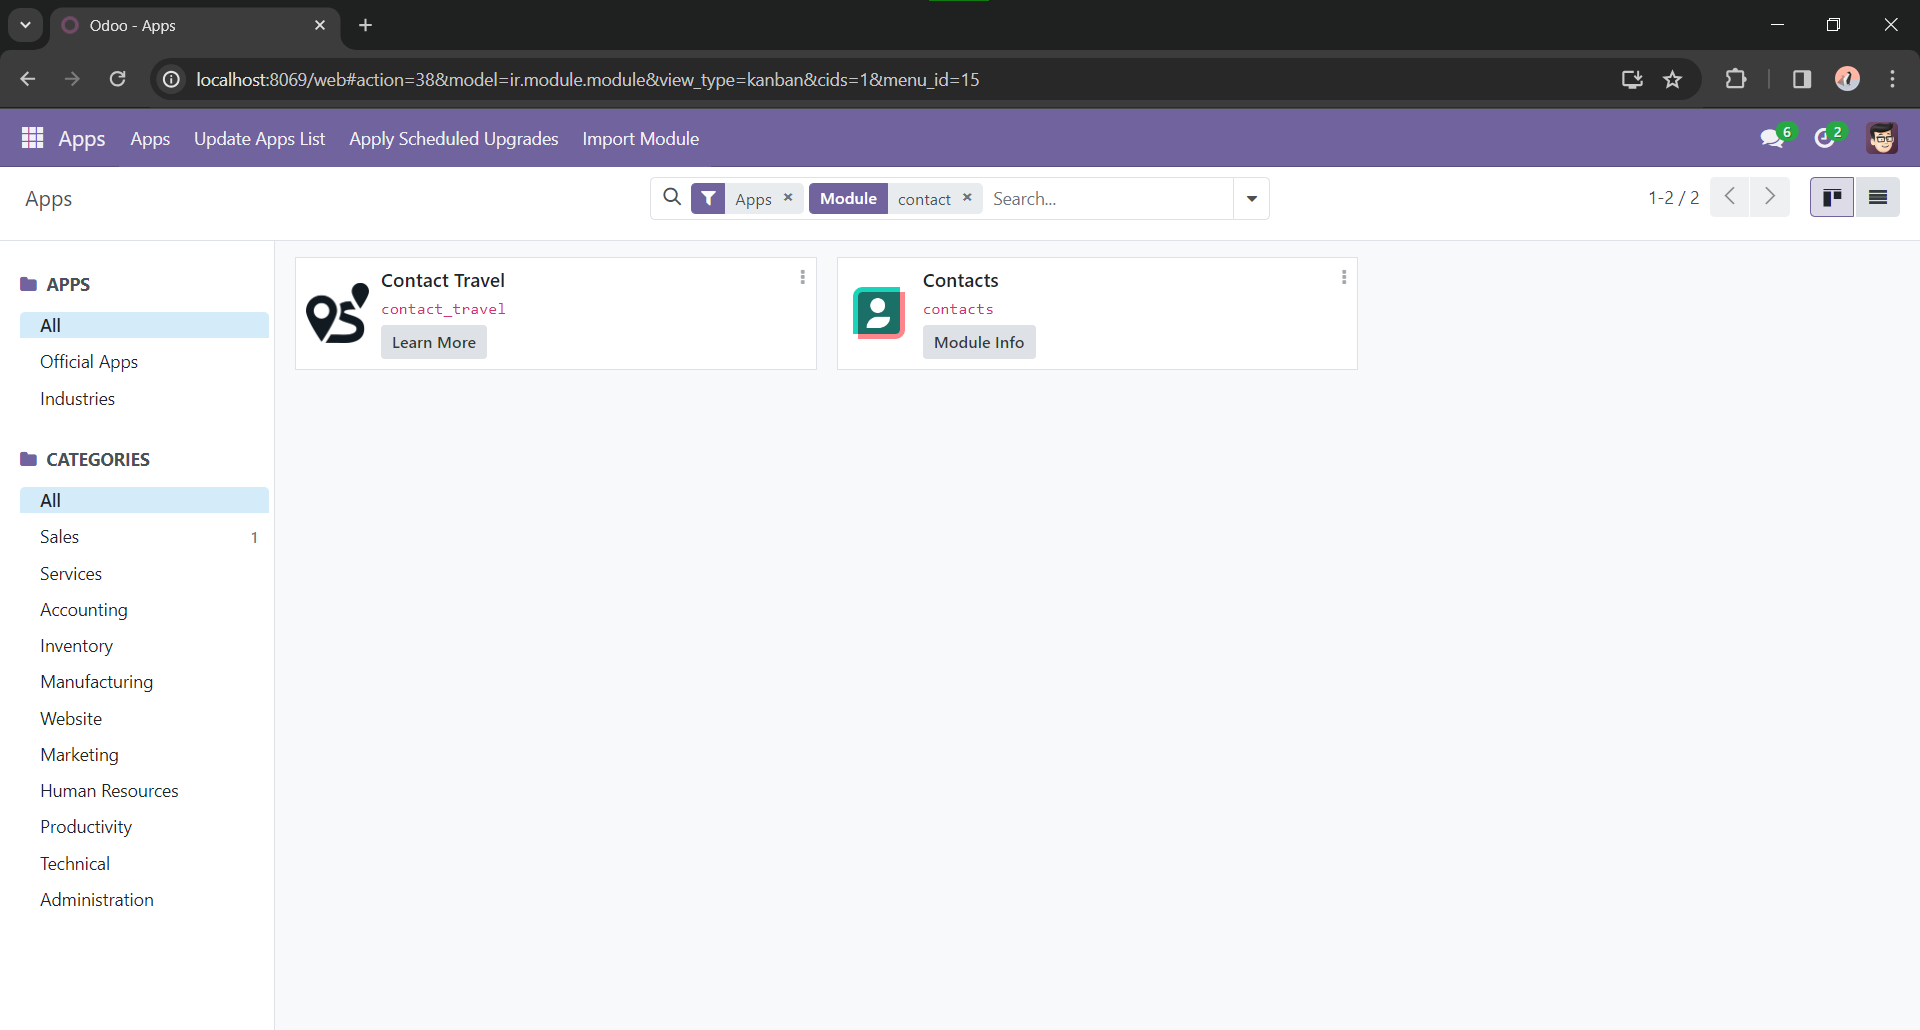 Odoo - Apps
localhost:8069/web#action=38&model=ir.module.module&view_type=kanban&cids=1&menu_id=15
Apps Apps Update Apps List Apply Scheduled Upgrades Import Module 6 2
Apps Apps Module contact Search... 1-2 / 2
APPS
All
Official Apps
Industries
CATEGORIES
All
Sales 1
Services
Accounting
Inventory
Manufacturing
Website
Marketing
Human Resources
Productivity
Technical
Administration
Contact Travel
contact_travel
Learn More
Contacts
contacts
Module Info